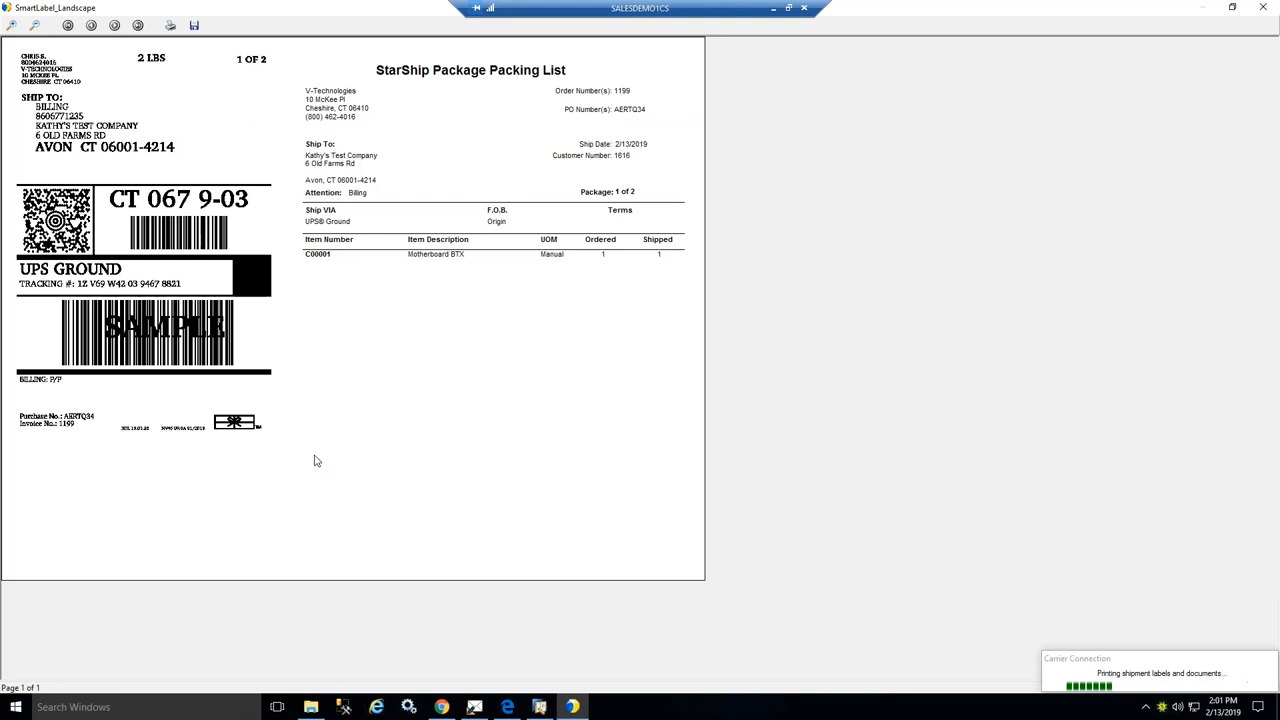 SmartLabel_Landscape
SALESDEMO1CS
CHRIS S.
8004624016
V-TECHNOLOGIES
10 MCKEE PL
CHESHIRE CT 06410
2 LBS
1 OF 2
SHIP TO:
BILLING
8606771235
KATHY'S TEST COMPANY
6 OLD FARMS RD
AVON CT 06001-4214
CT 067 9-03
UPS GROUND
TRACKING #: 1Z V69 W42 03 9467 8821
SAMPLE
BILLING: P/P
Purchase No.: AERTQ34
Invoice No.: 1199
StarShip Package Packing List
V-Technologies
10 McKee Pl
Cheshire, CT 06410
(800) 462-4016
Order Number(s): 1199
PO Number(s): AERTQ34
Ship To:
Kathy's Test Company
6 Old Farms Rd
Avon, CT 06001-4214
Attention: Billing
Ship Date: 2/13/2019
Customer Number: 1616
Package: 1 of 2
Ship VIA F.O.B. Terms
UPS® Ground Origin
Item Number Item Description UOM Ordered Shipped
C00001 Motherboard BTX Manual 1 1
Carrier Connection
Printing shipment labels and documents...
Page 1 of 1
Search Windows
2:01 PM
2/13/2019